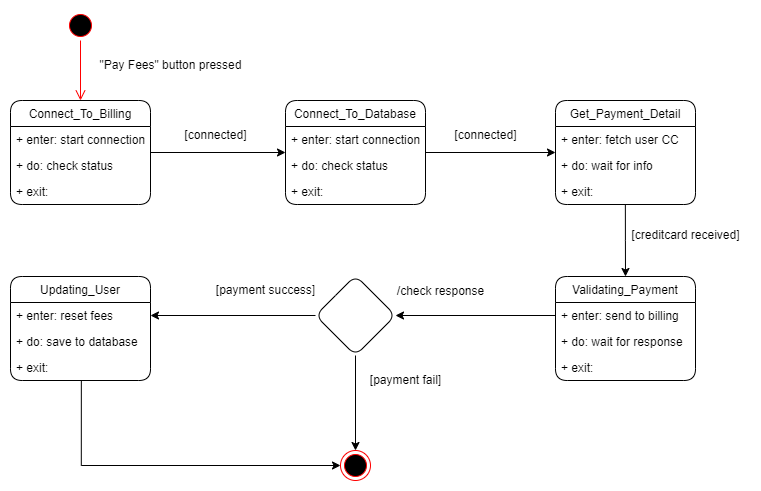 "Pay Fees" button pressed
Connect_To_Billing
+ enter: start connection
+ do: check status
+ exit:
[connected]
Connect_To_Database
+ enter: start connection
+ do: check status
+ exit:
[connected]
Get_Payment_Detail
+ enter: fetch user CC
+ do: wait for info
+ exit:
[creditcard received]
Validating_Payment
+ enter: send to billing
+ do: wait for response
+ exit:
/check response
[payment success]
Updating_User
+ enter: reset fees
+ do: save to database
+ exit:
[payment fail]